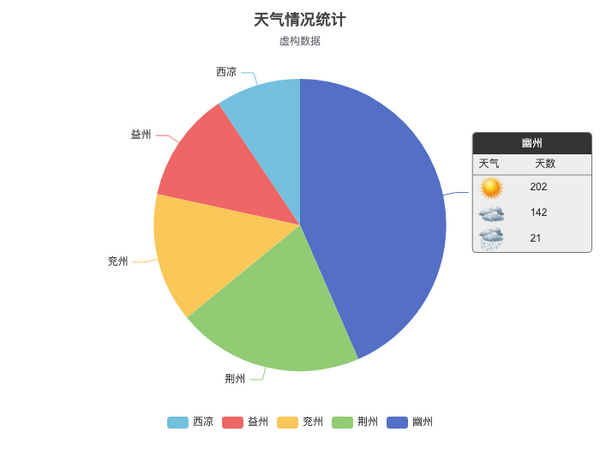 天气情况统计
虚构数据
西凉
益州
兖州
荆州
幽州
天气 天数
202
142
21
西凉 益州 兖州 荆州 幽州